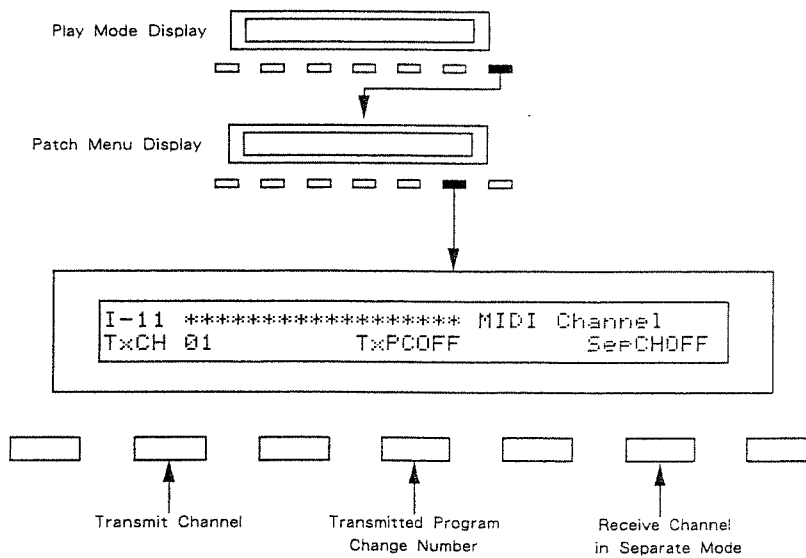 Play Mode Display
Patch Menu Display
I-11 ****************** MIDI Channel
TxCH 01 TxPCOFF SepCHOFF
Transmit Channel
Transmitted Program
Change Number
Receive Channel
in Separate Mode